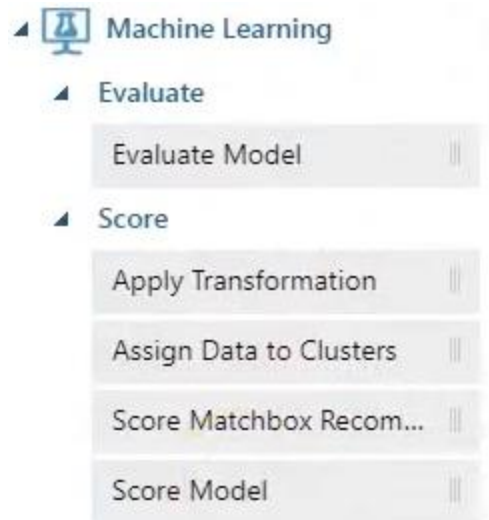 Machine Learning
Evaluate
Evaluate Model
Score
Apply Transformation
Assign Data to Clusters
Score Matchbox Recom...
Score Model